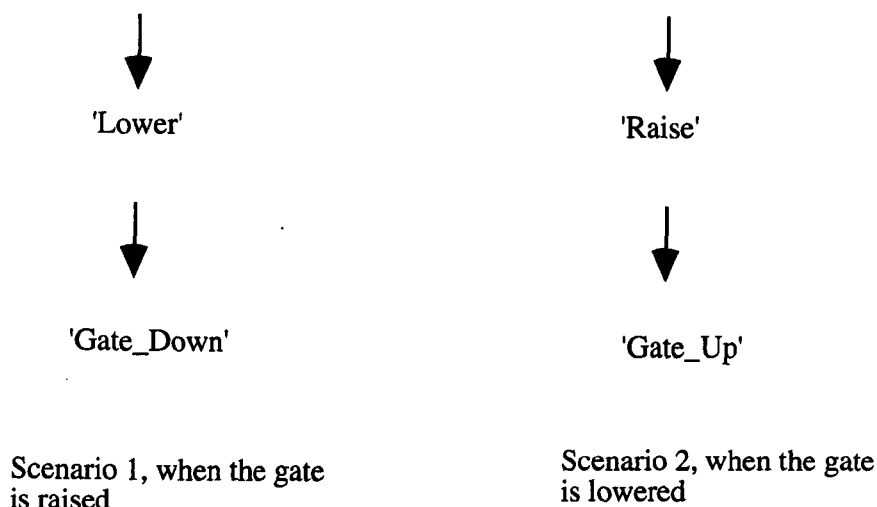 'Lower'
'Gate_Down'
Scenario 1, when the gate
is raised
'Raise'
'Gate_Up'
Scenario 2, when the gate
is lowered